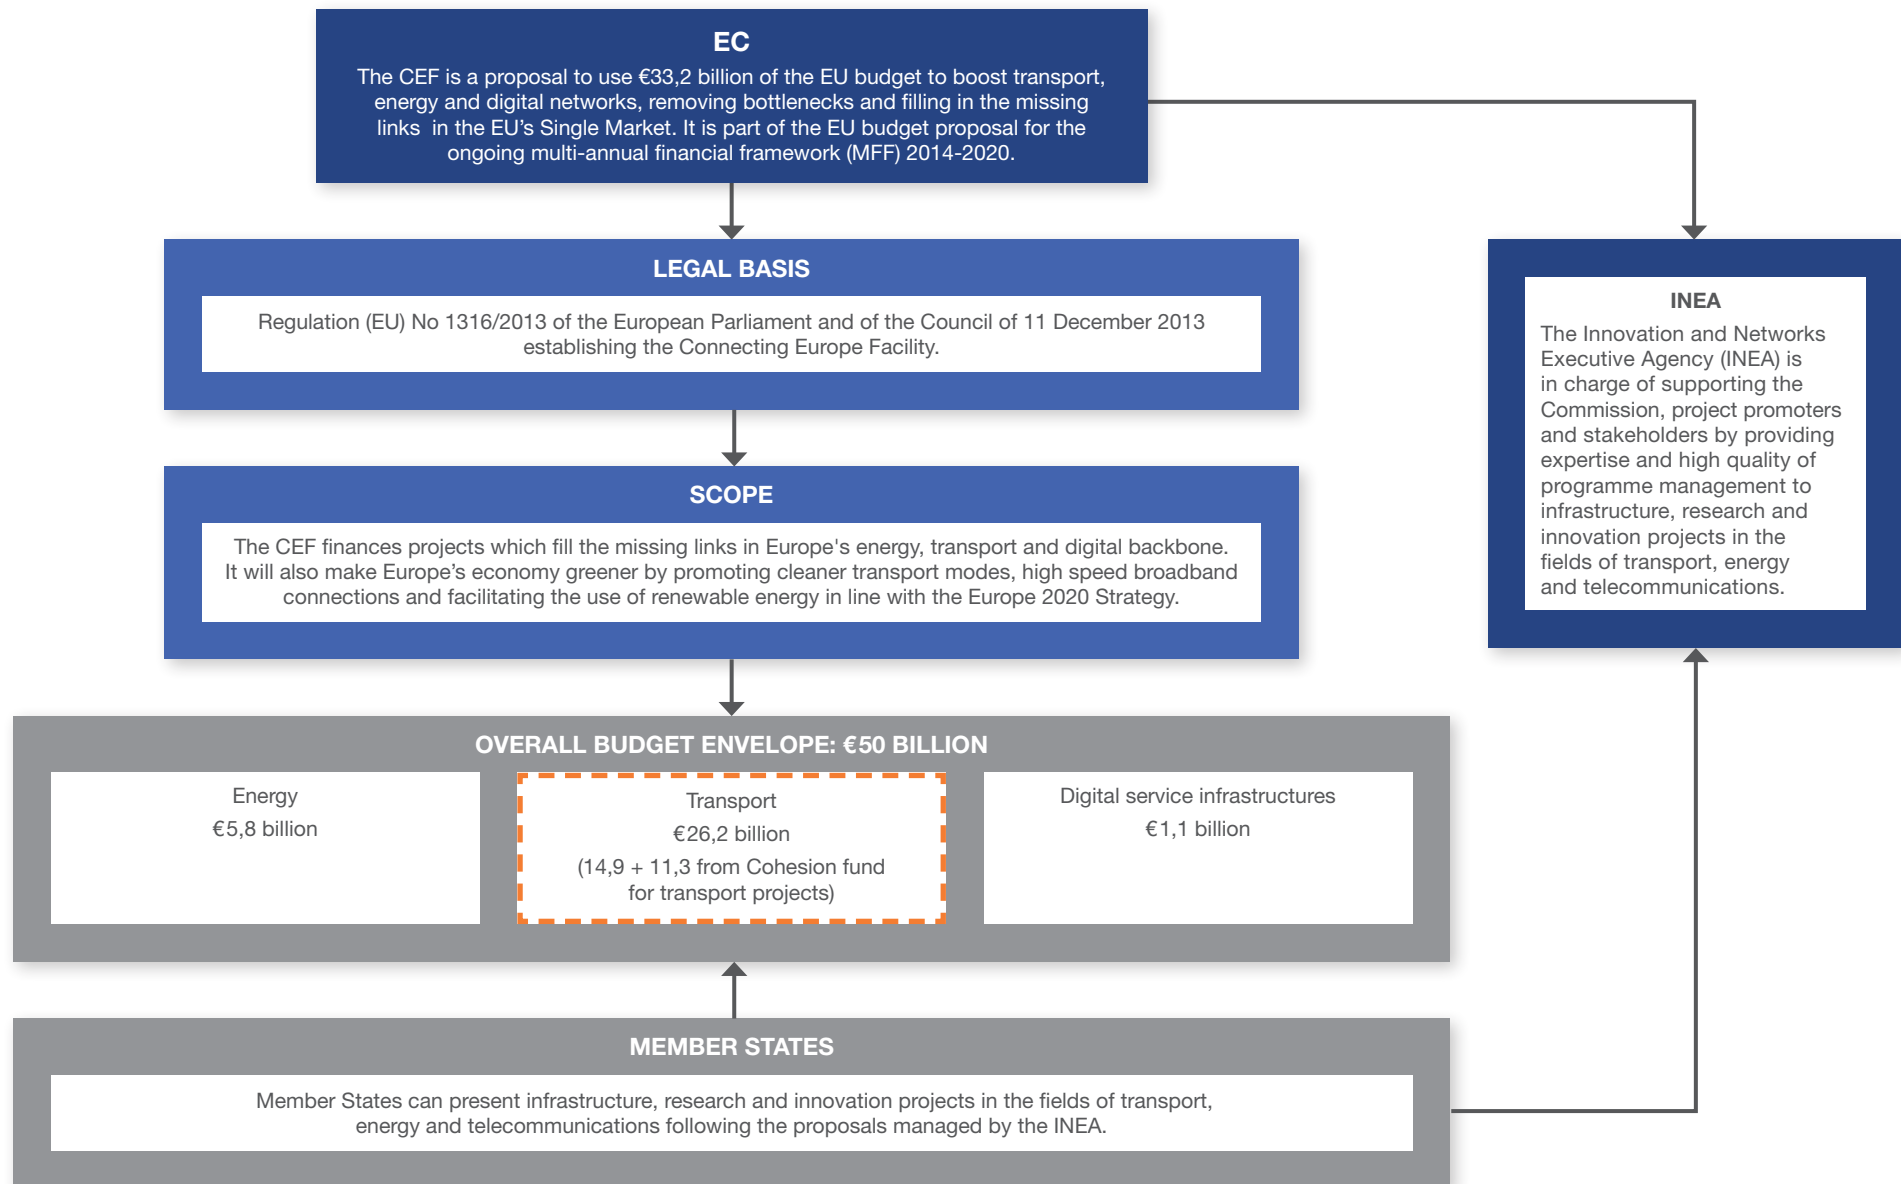 EC
The CEF is a proposal to use €33,2 billion of the EU budget to boost transport,
energy and digital networks, removing bottlenecks and filling in the missing
links in the EU’s Single Market. It is part of the EU budget proposal for the
ongoing multi-annual financial framework (MFF) 2014-2020.
LEGAL BASIS
Regulation (EU) No 1316/2013 of the European Parliament and of the Council of 11 December 2013
establishing the Connecting Europe Facility.
SCOPE
The CEF finances projects which fill the missing links in Europe's energy, transport and digital backbone.
It will also make Europe’s economy greener by promoting cleaner transport modes, high speed broadband
connections and facilitating the use of renewable energy in line with the Europe 2020 Strategy.
INEA
The Innovation and Networks
Executive Agency (INEA) is
in charge of supporting the
Commission, project promoters
and stakeholders by providing
expertise and high quality of
programme management to
infrastructure, research and
innovation projects in the
fields of transport, energy
and telecommunications.
OVERALL BUDGET ENVELOPE: €50 BILLION
Energy
€5,8 billion
Transport
€26,2 billion
(14,9 + 11,3 from Cohesion fund
for transport projects)
Digital service infrastructures
€1,1 billion
MEMBER STATES
Member States can present infrastructure, research and innovation projects in the fields of transport,
energy and telecommunications following the proposals managed by the INEA.